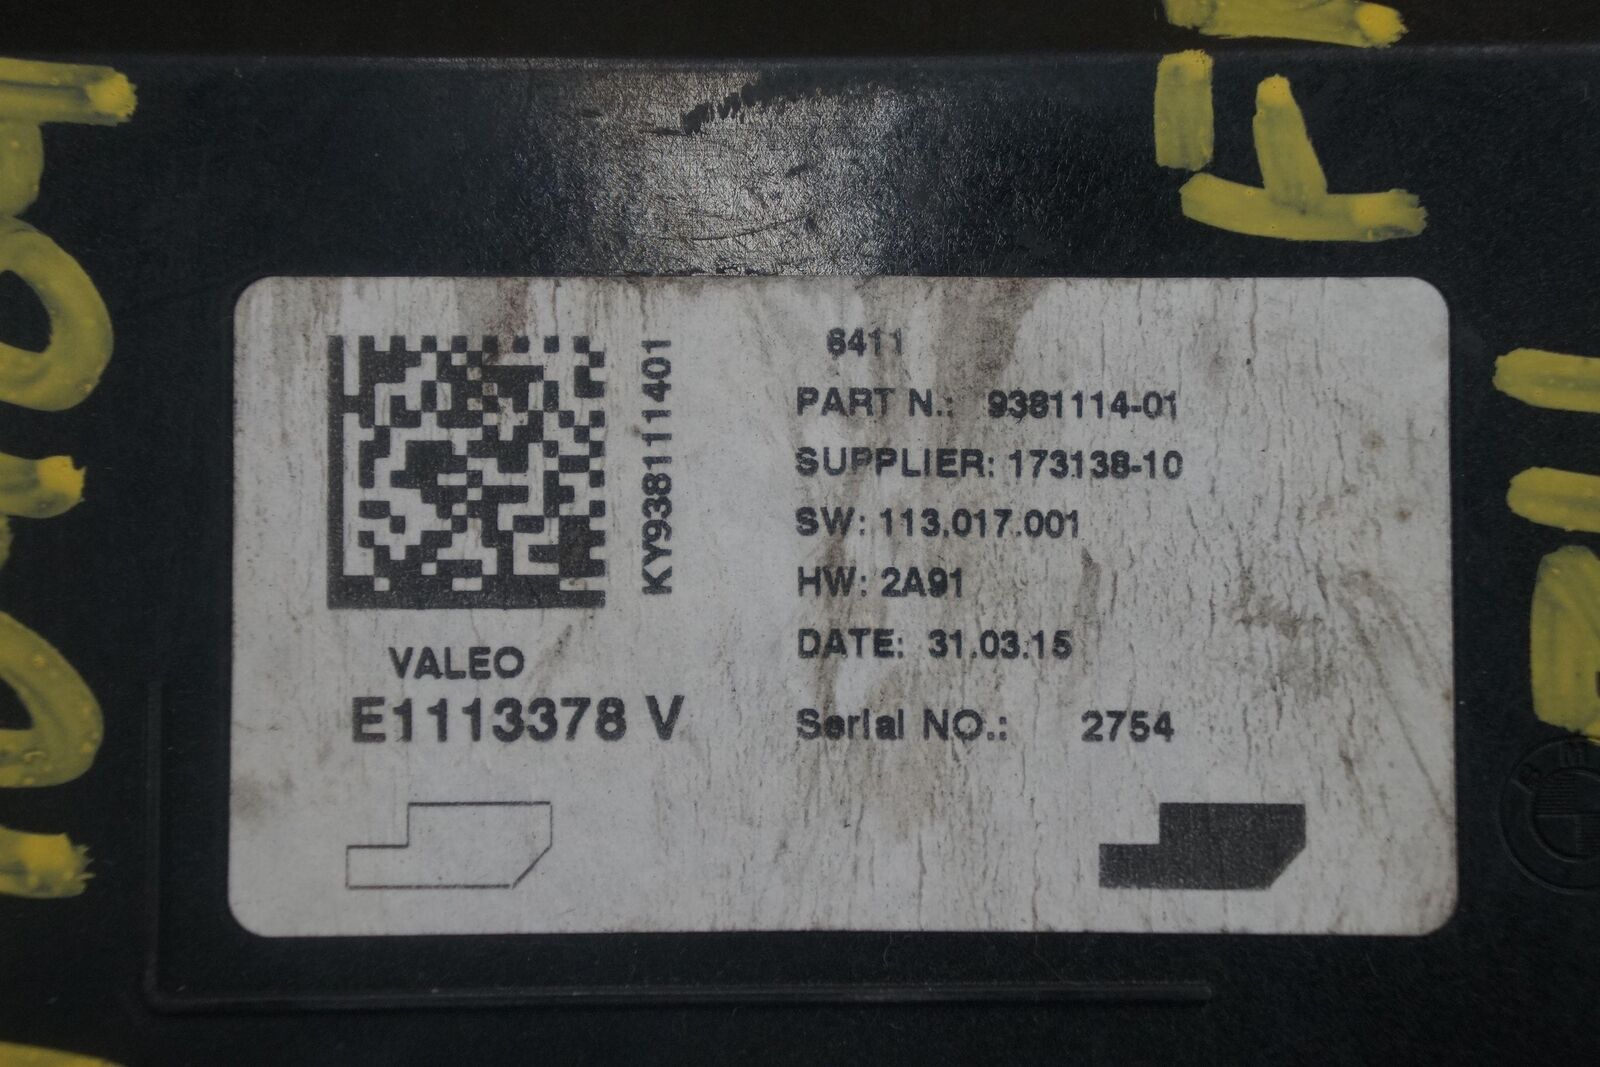 6411
PART N.: 9381114-01
SUPPLIER: 173138-10
SW: 113.017.001
HW: 2A91
DATE: 31.03.15
Serial NO.: 2754
KY938111401
VALEO
E1113378 V